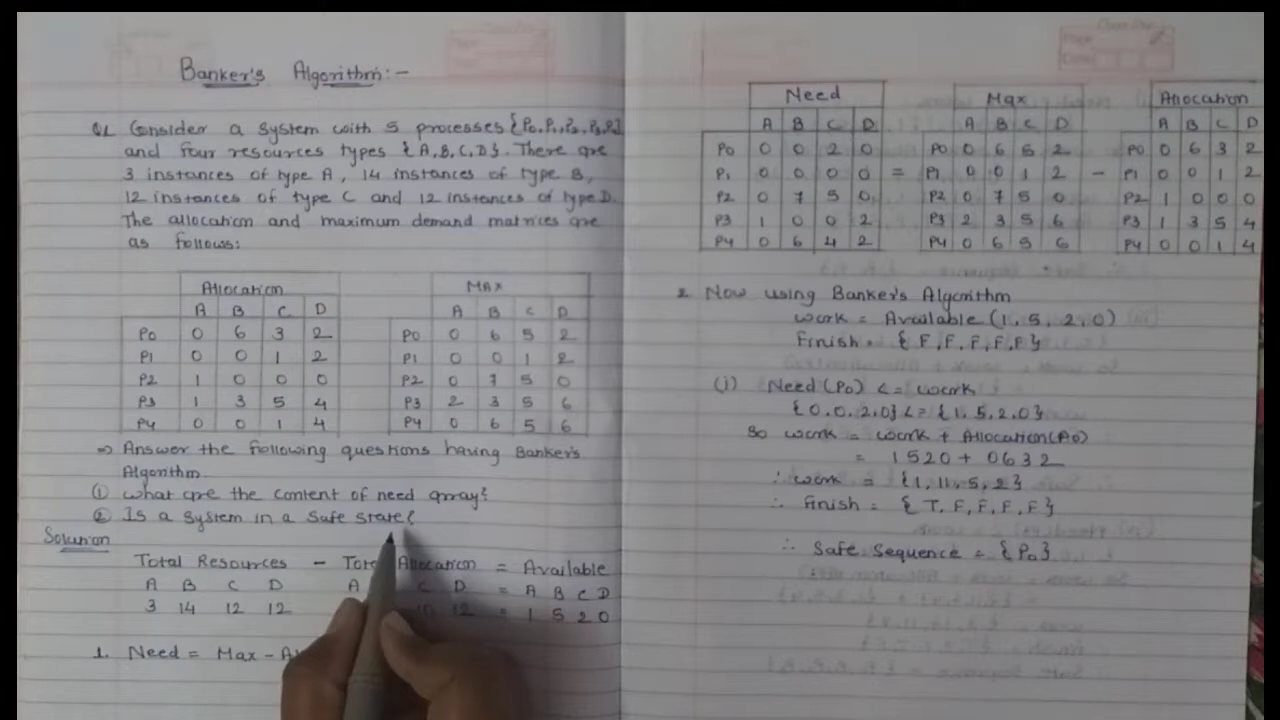 Banker's Algorithm:-
Q1 Consider a system with 5 processes {P0, P1, P2, P3, P4}
and four resources types {A, B, C, D}. There are
3 instances of type A, 14 instances of type B,
12 instances of type C and 12 instances of type D.
The allocation and maximum demand matrices are
as follows:
Allocation
A B C D
P0 0 6 3 2
P1 0 0 1 2
P2 1 0 0 0
P3 1 3 5 4
P4 0 0 1 4
MAX
A B C D
P0 0 6 5 2
P1 0 0 1 2
P2 0 7 5 0
P3 2 3 5 6
P4 0 6 5 6
⇒ Answer the following questions having Banker's
Algorithm.
① What are the content of need array?
② Is a system in a safe state?
Solution
Total Resources - Total Allocation = Available
A B C D A C D = A B C D
3 14 12 12 12 = 1 5 2 0
1. Need = Max - Al
Need Max Allocation
A B C D A B C D A B C D
P0 0 0 2 0 P0 0 6 5 2 P0 0 6 3 2
P1 0 0 0 0 = P1 0 0 1 2 - P1 0 0 1 2
P2 0 7 5 0 P2 0 7 5 0 P2 1 0 0 0
P3 1 0 0 2 P3 2 3 5 6 P3 1 3 5 4
P4 0 6 4 2 P4 0 6 5 6 P4 0 0 1 4
2. Now using Banker's Algorithm
work = Available (1, 5, 2, 0)
Finish = {F, F, F, F, F}
(i) Need (P0) <= work
{0, 0, 2, 0} <= {1, 5, 2, 0}
So work = work + Allocation (P0)
= 1520 + 0632
∴ work = {1, 11, 5, 2}
∴ Finish = {T, F, F, F, F}
∴ Safe Sequence = {P0}